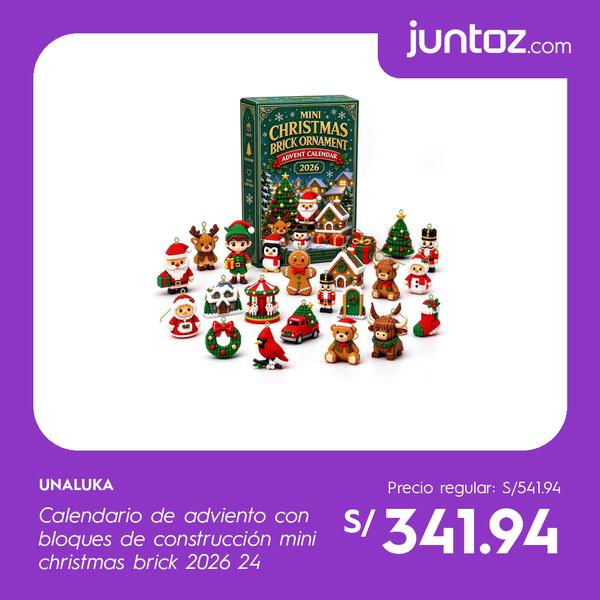 juntoz.com
MINI
CHRISTMAS
BRICK ORNAMENT
ADVENT CALENDAR
2026
UNALUKA
Calendario de adviento con
bloques de construcción mini
christmas brick 2026 24
Precio regular: S/541.94
S/ 341.94